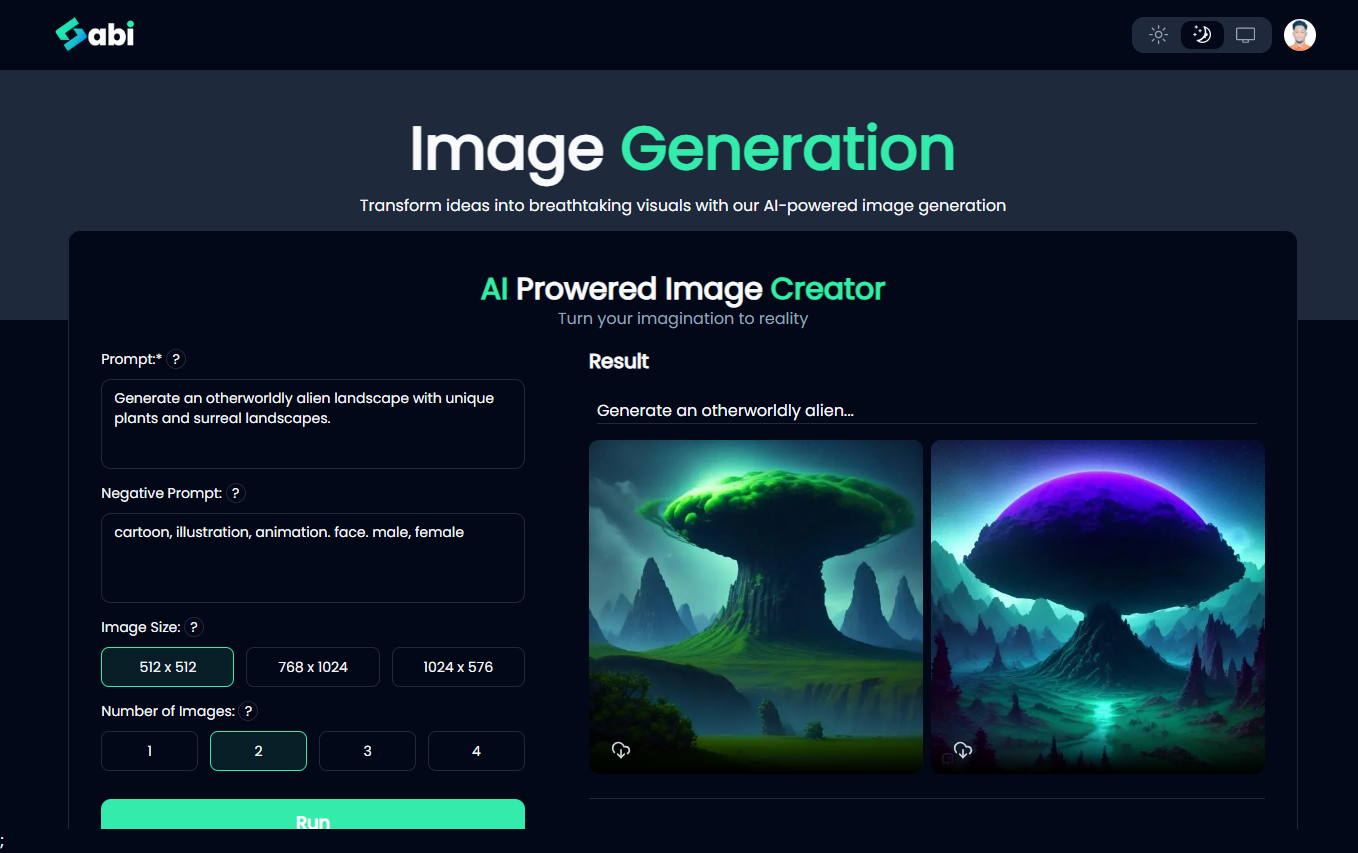 Sabi
Image Generation
Transform ideas into breathtaking visuals with our AI-powered image generation
AI Prowered Image Creator
Turn your imagination to reality
Prompt:* ?
Generate an otherworldly alien landscape with unique
plants and surreal landscapes.
Negative Prompt: ?
cartoon, illustration, animation. face. male, female
Image Size: ?
512 x 512
768 x 1024
1024 x 576
Number of Images: ?
1
2
3
4
Run
Result
Generate an otherworldly alien...
;